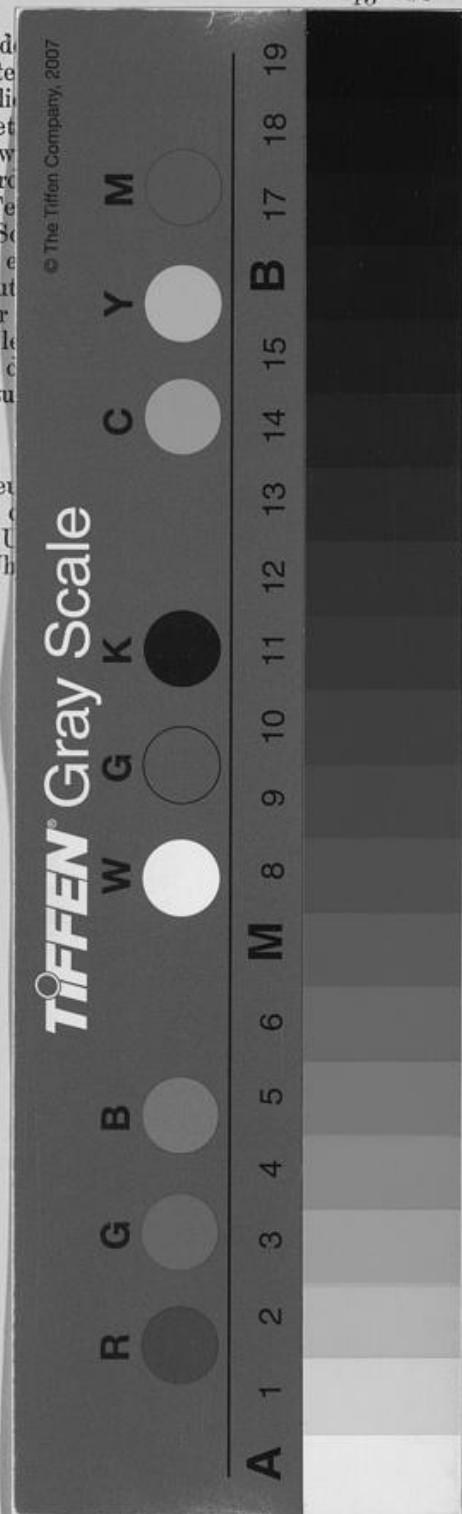 TIFFEN® Gray Scale
© The Tiffen Company, 2007
R G B W G K C Y M
A 1 2 3 4 5 6 M 8 9 10 11 12 13 14 15 B 17 18 19